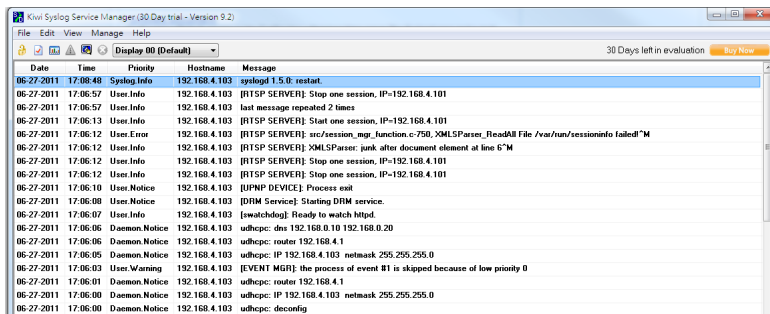 Kiwi Syslog Service Manager (30 Day trial - Version 9.2)
File Edit View Manage Help
Display 00 (Default) 30 Days left in evaluation Buy Now
Date Time Priority Hostname Message
06-27-2011 17:08:48 Syslog.Info 192.168.4.103 syslogd 1.5.0: restart.
06-27-2011 17:06:57 User.Info 192.168.4.103 [RTSP SERVER]: Stop one session, IP=192.168.4.101
06-27-2011 17:06:57 User.Info 192.168.4.103 last message repeated 2 times
06-27-2011 17:06:13 User.Info 192.168.4.103 [RTSP SERVER]: Start one session, IP=192.168.4.101
06-27-2011 17:06:12 User.Error 192.168.4.103 [RTSP SERVER]: src/session_mgr_function.c-750, XMLSParser_ReadAll File /var/run/sessioninfo failed!^M
06-27-2011 17:06:12 User.Info 192.168.4.103 [RTSP SERVER]: XMLSParser: junk after document element at line 6^M
06-27-2011 17:06:12 User.Info 192.168.4.103 [RTSP SERVER]: Stop one session, IP=192.168.4.101
06-27-2011 17:06:12 User.Info 192.168.4.103 [RTSP SERVER]: Stop one session, IP=192.168.4.101
06-27-2011 17:06:10 User.Notice 192.168.4.103 [UPNP DEVICE]: Process exit
06-27-2011 17:06:08 User.Notice 192.168.4.103 [DRM Service]: Starting DRM service.
06-27-2011 17:06:07 User.Info 192.168.4.103 [swatchdog]: Ready to watch httpd.
06-27-2011 17:06:06 Daemon.Notice 192.168.4.103 udhcpc: dns 192.168.0.10 192.168.0.20
06-27-2011 17:06:06 Daemon.Notice 192.168.4.103 udhcpc: router 192.168.4.1
06-27-2011 17:06:05 Daemon.Notice 192.168.4.103 udhcpc: IP 192.168.4.103 netmask 255.255.255.0
06-27-2011 17:06:03 User.Warning 192.168.4.103 [EVENT MGR]: the process of event #1 is skipped because of low priority 0
06-27-2011 17:06:01 Daemon.Notice 192.168.4.103 udhcpc: router 192.168.4.1
06-27-2011 17:06:00 Daemon.Notice 192.168.4.103 udhcpc: IP 192.168.4.103 netmask 255.255.255.0
06-27-2011 17:06:00 Daemon.Notice 192.168.4.103 udhcpc: deconfig